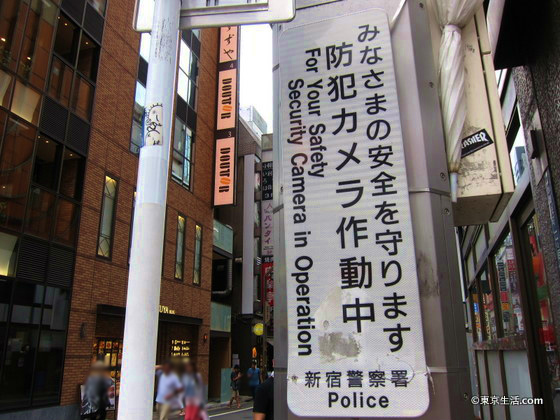 みなさまの安全を守ります
防犯カメラ作動中
For Your Safety
Security Camera in Operation
新宿警察署
Police
ずや
DOUTOR
DOUTOR
©東京生活.com